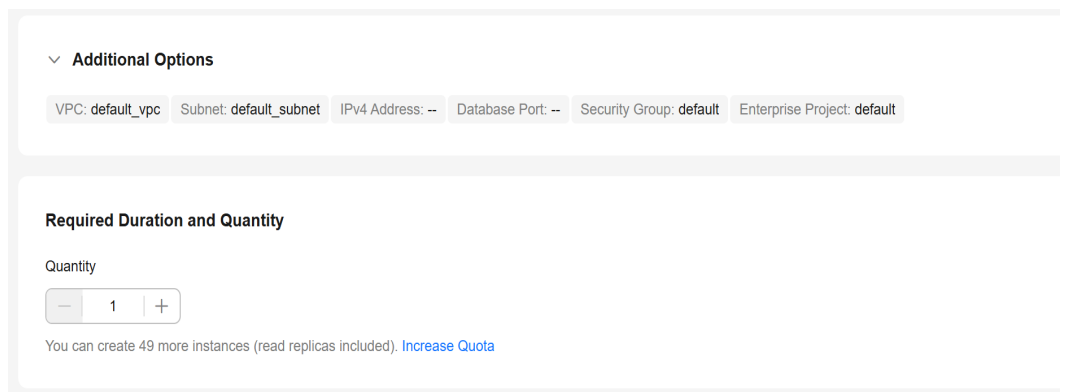 Additional Options
VPC: default_vpc Subnet: default_subnet IPv4 Address: -- Database Port: -- Security Group: default Enterprise Project: default
Required Duration and Quantity
Quantity
1
You can create 49 more instances (read replicas included). Increase Quota